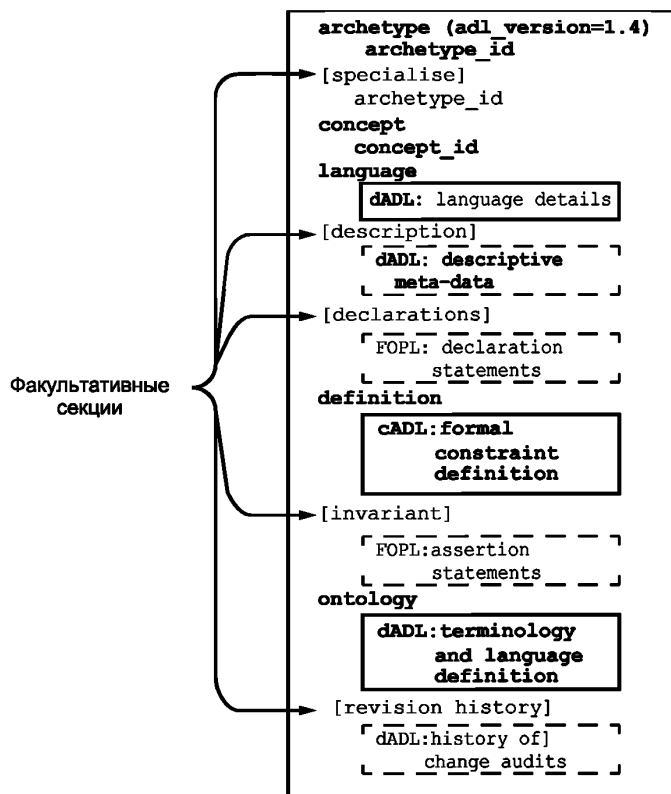 archetype (adl_version=1.4)
archetype_id
[specialise]
archetype_id
concept
concept_id
language
dADL: language details
[description]
dADL: descriptive
meta-data
[declarations]
FOPL: declaration
statements
Факультативные
секции
definition
cADL:formal
constraint
definition
[invariant]
FOPL:assertion
statements
ontology
dADL:terminology
and language
definition
[revision history]
dADL:history of]
change audits